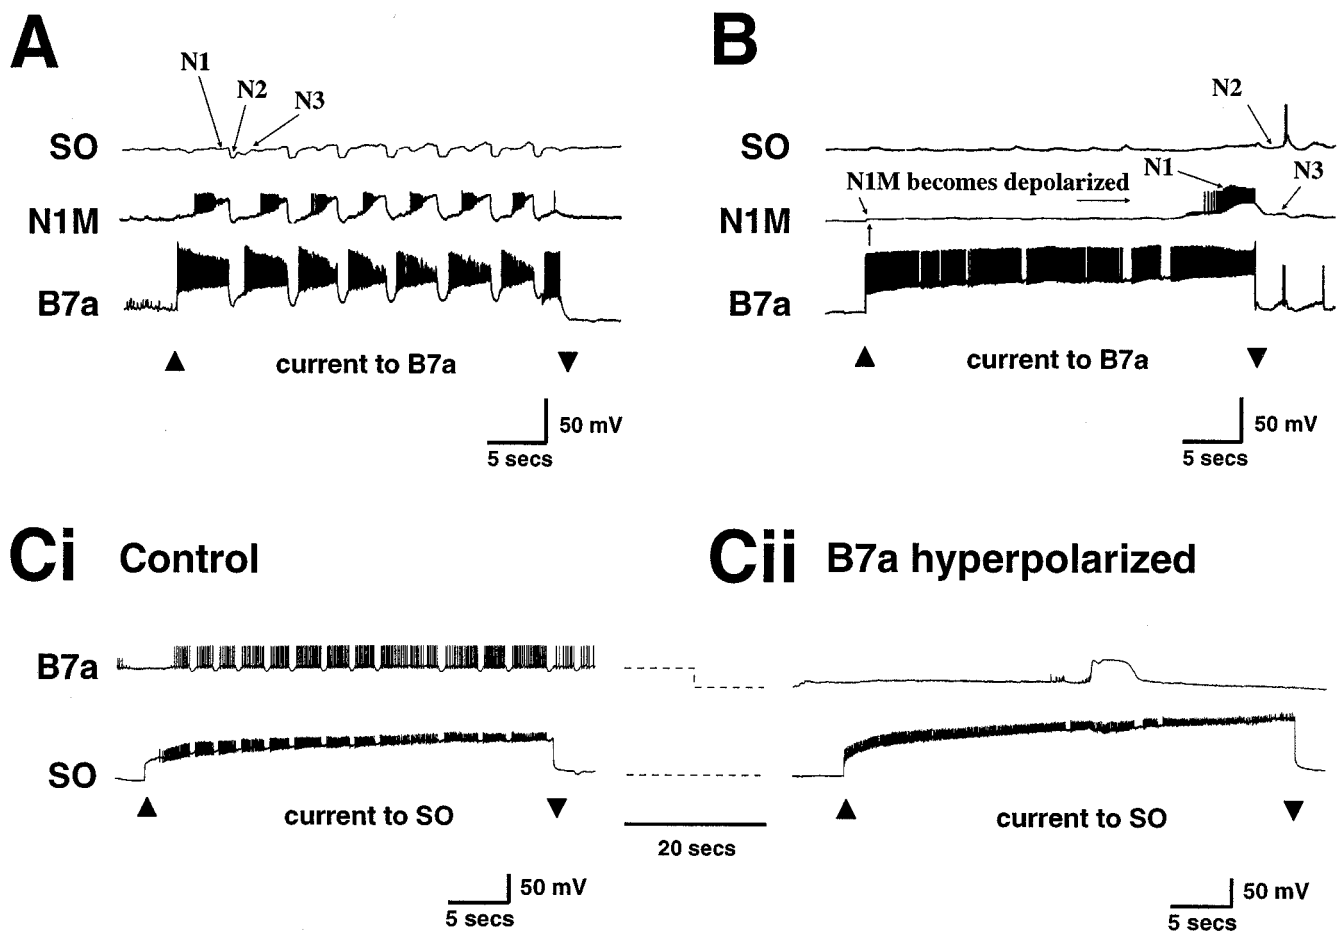 A
N1
N2
N3
SO
N1M
B7a
current to B7a
50 mV
5 secs
B
N2
SO
N1M becomes depolarized
N1
N3
N1M
B7a
current to B7a
50 mV
5 secs
Ci Control
B7a
SO
current to SO
50 mV
5 secs
20 secs
Cii B7a hyperpolarized
current to SO
50 mV
5 secs